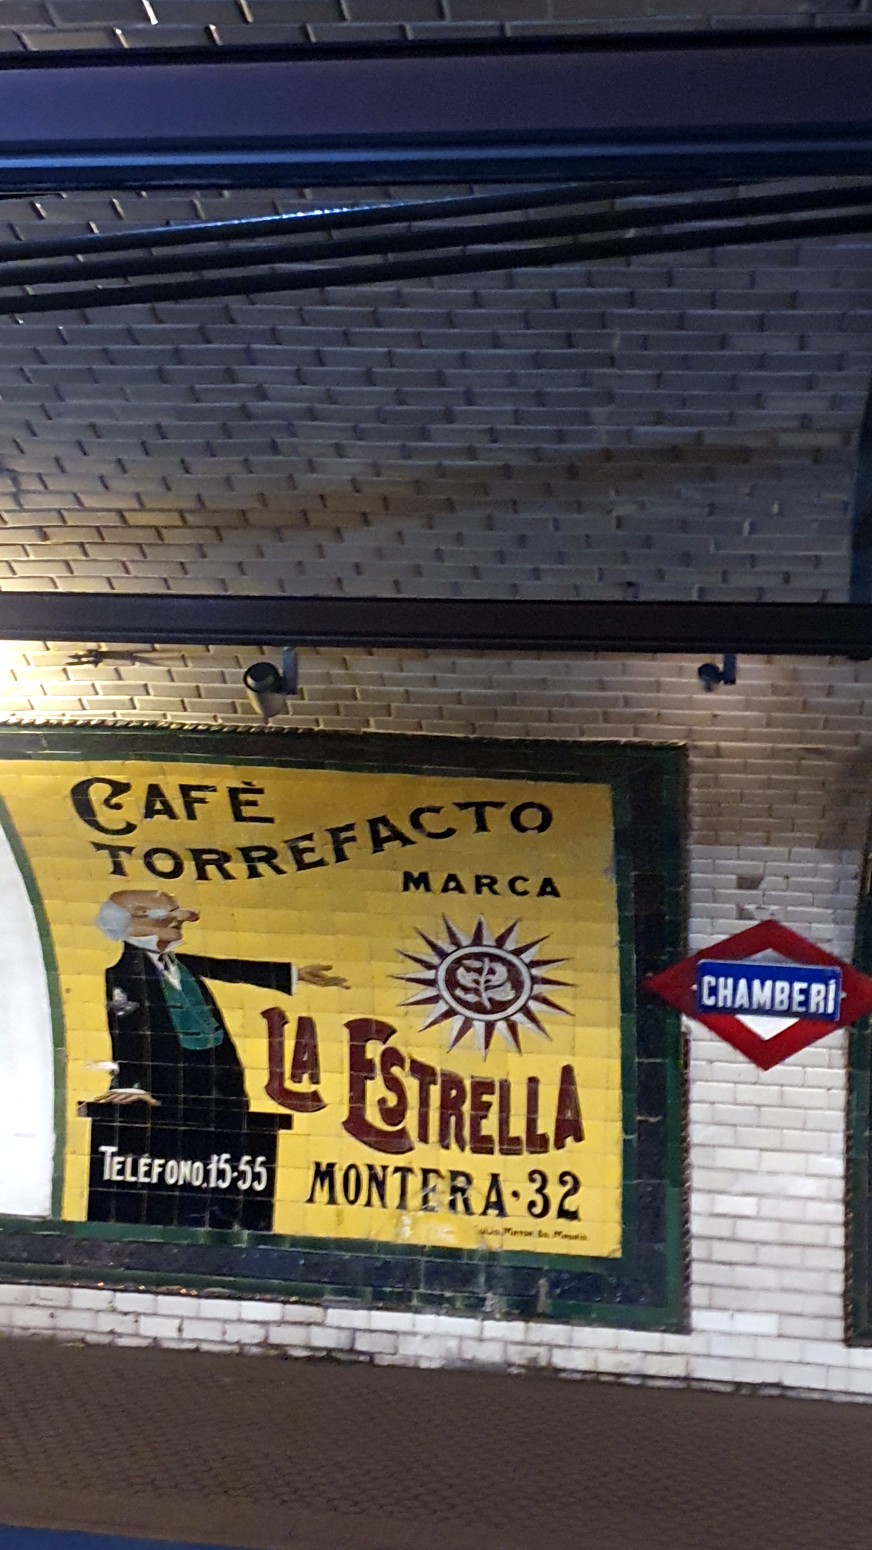 CAFÈ
TORREFACTO
MARCA
LA ESTRELLA
TELÉFONO.15-55
MONTERA·32
CHAMBERÍ